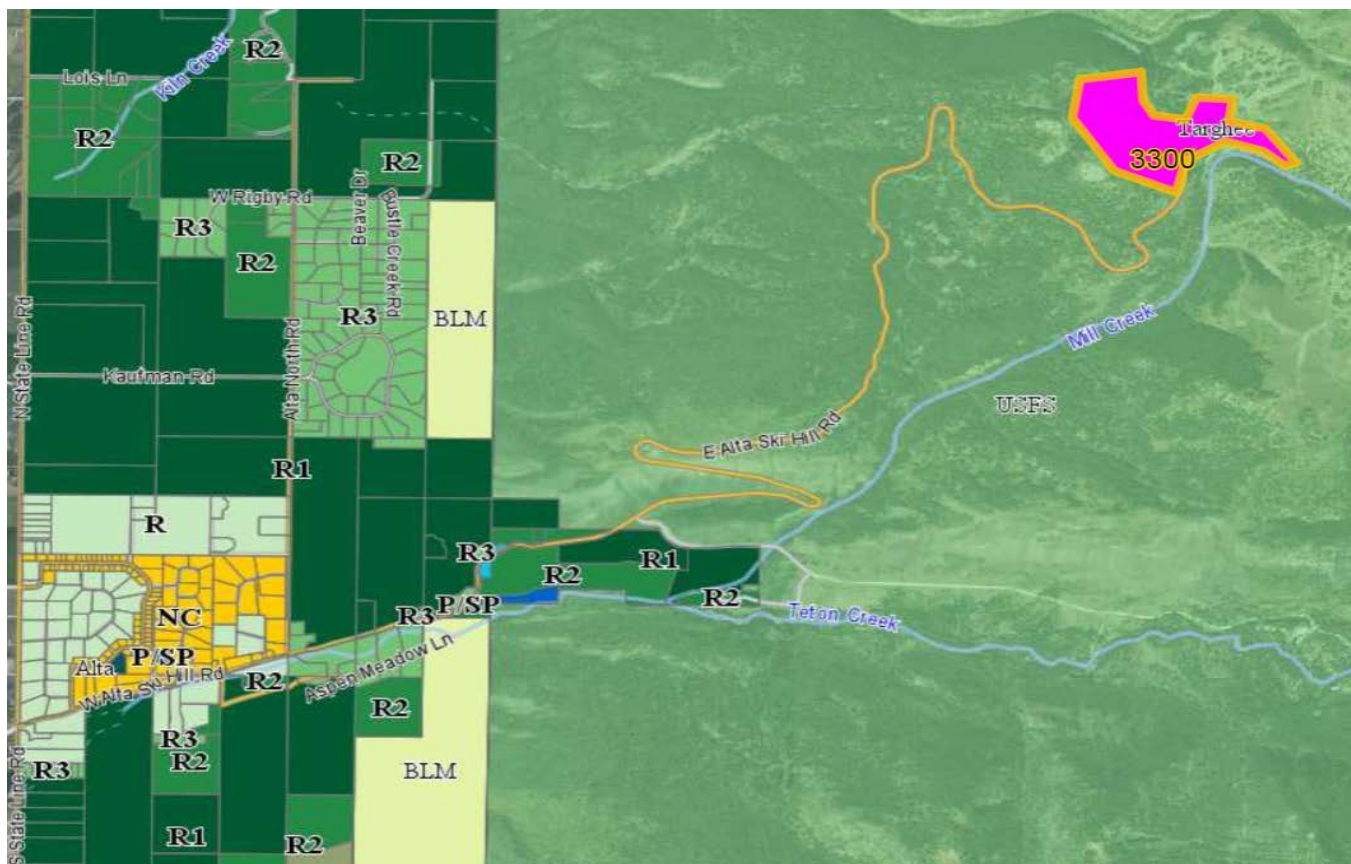 R2
Lois Ln
Kiln Creek
R2
R2
Targhee
3300
W Rigby Rd
Beaver Dr
Rustle Creek Rd
R3
R2
R3
BLM
N State Line Rd
Alta North Rd
Kaufman Rd
Mill Creek
USFS
E Alta Ski Hill Rd
R1
R
R3
R1
R2
R2
NC
R3
P/SP
Teton Creek
P/SP
Alta
W Alta Ski Hill Rd
R2
Aspen Meadow Ln
R2
R3
R2
R3
BLM
S State Line Rd
R1
R2